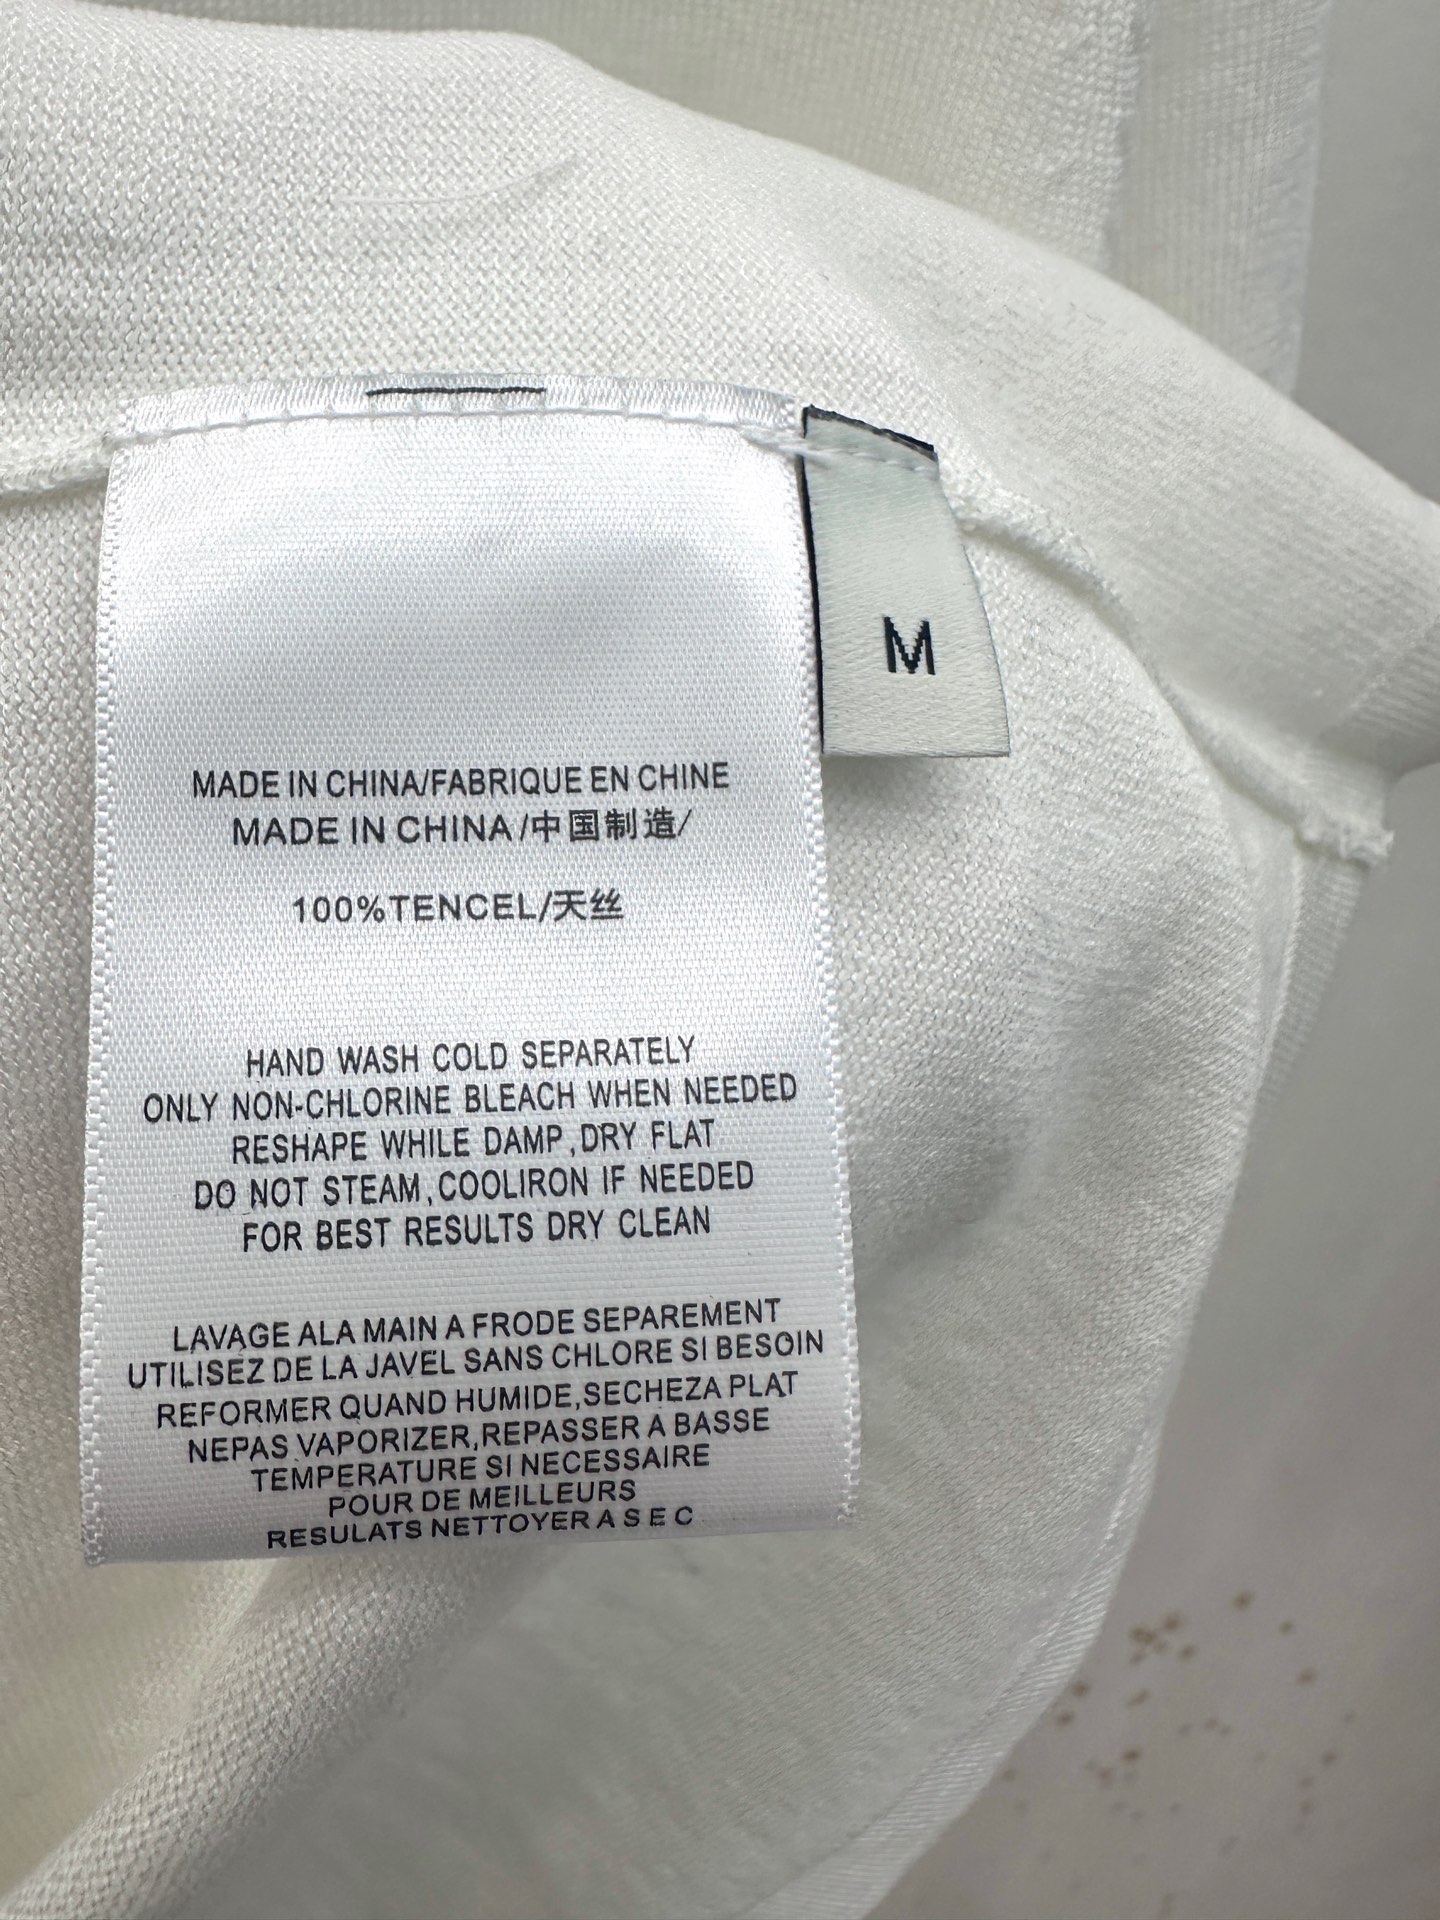 M
MADE IN CHINA/FABRIQUE EN CHINE
MADE IN CHINA/中国制造/
100%TENCEL/天丝
HAND WASH COLD SEPARATELY
ONLY NON-CHLORINE BLEACH WHEN NEEDED
RESHAPE WHILE DAMP,DRY FLAT
DO NOT STEAM,COOLIRON IF NEEDED
FOR BEST RESULTS DRY CLEAN
LAVAGE ALA MAIN A FRODE SEPAREMENT
UTILISEZ DE LA JAVEL SANS CHLORE SI BESOIN
REFORMER QUAND HUMIDE,SECHEZA PLAT
NEPAS VAPORIZER,REPASSER A BASSE
TEMPERATURE SI NECESSAIRE
POUR DE MEILLEURS
RESULATS NETTOYER A S E C